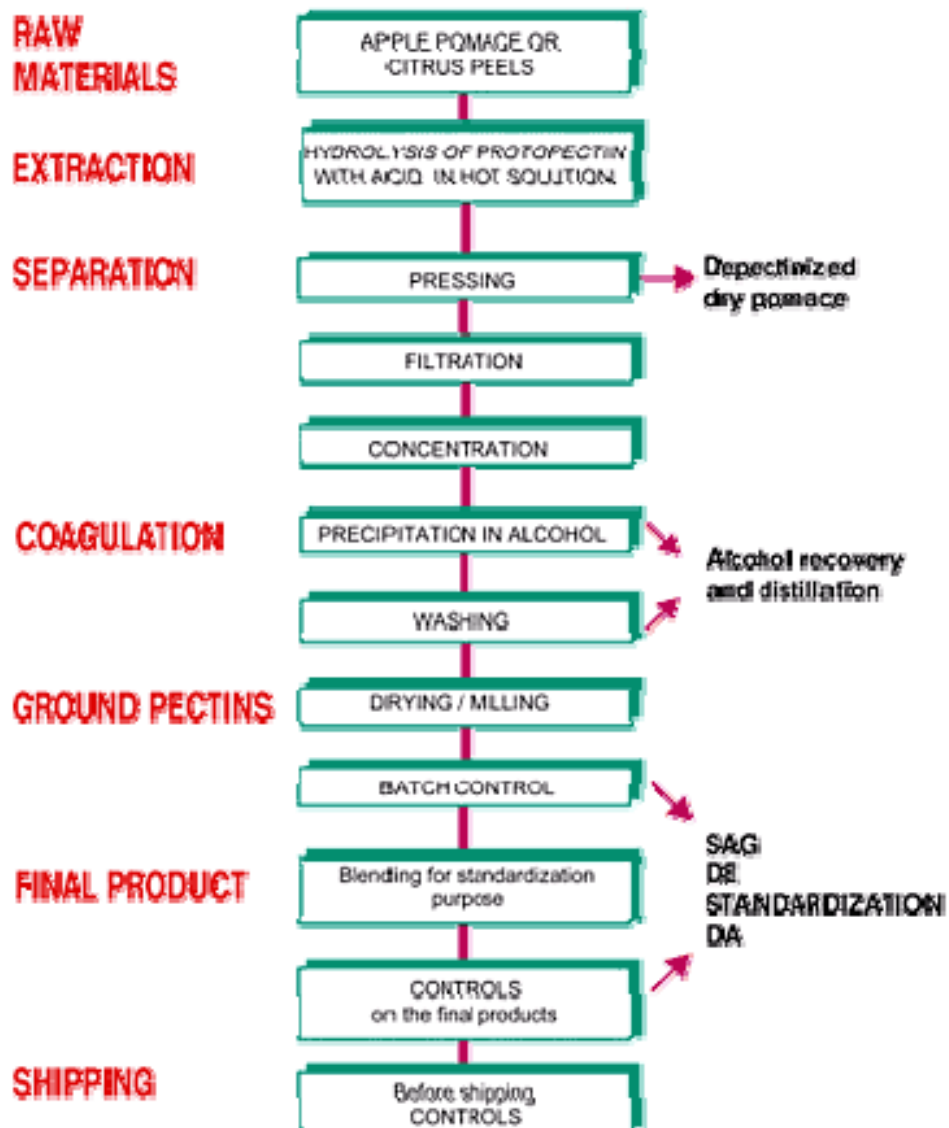 RAW
MATERIALS
APPLE POMAGE OR
CITRUS PEELS
EXTRACTION
HYDROLYSIS OF PROTOPECTIN
WITH ACID IN HOT SOLUTION.
SEPARATION
PRESSING
Depectinized
dry pomace
FILTRATION
CONCENTRATION
COAGULATION
PRECIPITATION IN ALCOHOL
Alcohol recovery
and distillation
WASHING
GROUND PECTINS
DRYING / MILLING
BATCH CONTROL
SAG
DE
STANDARDIZATION
DA
FINAL PRODUCT
Blending for standardization
purpose
CONTROLS
on the final products
SHIPPING
Before shipping
CONTROLS